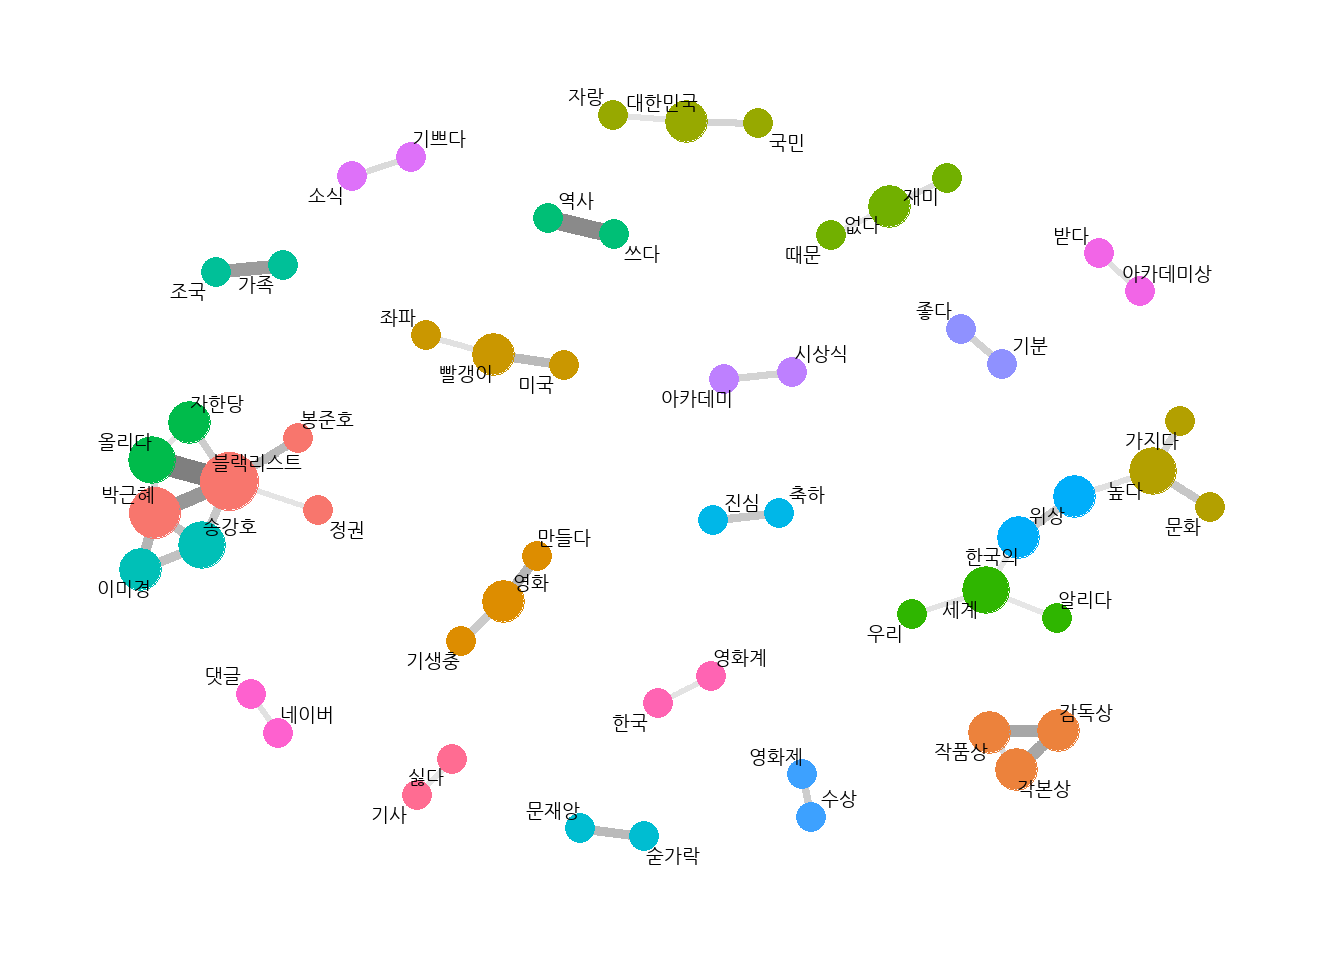 자랑
대한민국
국민
기쁘다
소식
역사
쓰다
재미
없다
때문
받다
아카데미상
조국
가족
좌파
빨갱이
미국
좋다
기분
시상식
아카데미
자한당
올리다
봉준호
블랙리스트
박근혜
정권
송강호
이미경
가지다
높다
문화
위상
한국의
세계
우리
알리다
진심
축하
만들다
영화
기생충
영화계
한국
댓글
네이버
감독상
작품상
각본상
싫다
기사
영화제
수상
문재앙
숟가락